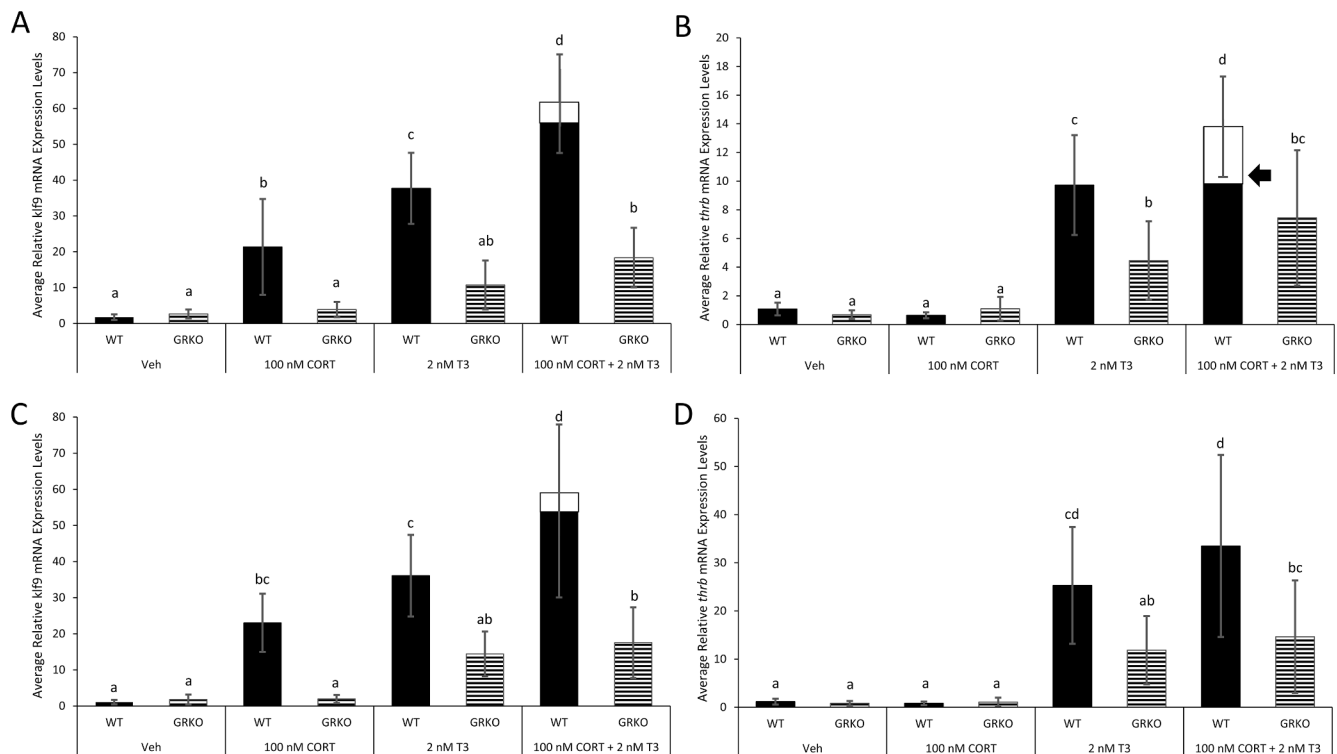 A
Average Relative klf9 mRNA EXpression Levels
80
70
60
50
40
30
20
10
0
a
a
b
a
c
ab
d
b
WT GRKO WT GRKO WT GRKO WT GRKO
Veh 100 nM CORT 2 nM T3 100 nM CORT + 2 nM T3
B
Average Relative thrb mRNA Expression Levels
20
18
16
14
12
10
8
6
4
2
0
a
a
a
a
c
b
d
bc
WT GRKO WT GRKO WT GRKO WT GRKO
Veh 100 nM CORT 2 nM T3 100 nM CORT + 2 nM T3
C
Average Relative klf9 mRNA EXpression Levels
80
70
60
50
40
30
20
10
0
a
a
bc
a
c
ab
d
b
WT GRKO WT GRKO WT GRKO WT GRKO
Veh 100 nM CORT 2 nM T3 100 nM CORT + 2 nM T3
D
Average Relative thrb mRNA Expression Levels
60
50
40
30
20
10
0
a
a
a
a
cd
ab
d
bc
WT GRKO WT GRKO WT GRKO WT GRKO
Veh 100 nM CORT 2 nM T3 100 nM CORT + 2 nM T3